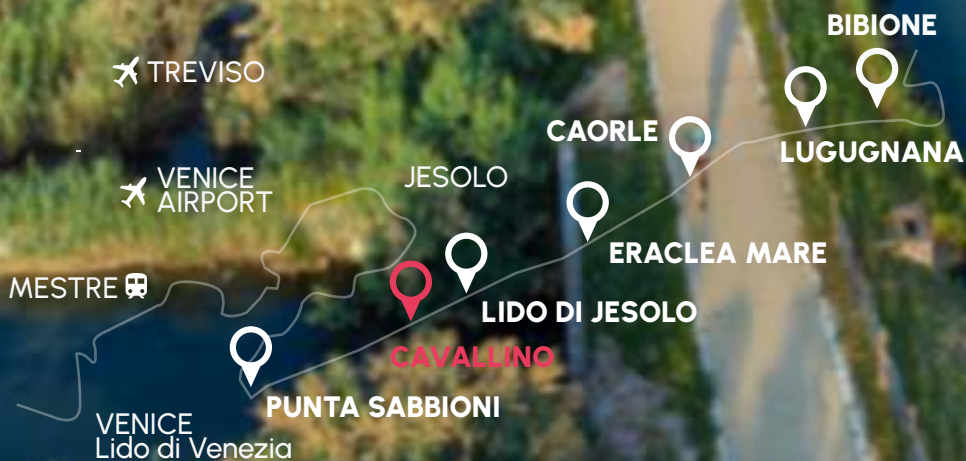 BIBIONE
TREVISO
CAORLE
LUGUGNANA
VENICE
AIRPORT
JESOLO
ERACLEA MARE
MESTRE
LIDO DI JESOLO
CAVALLINO
PUNTA SABBIONI
VENICE
Lido di Venezia